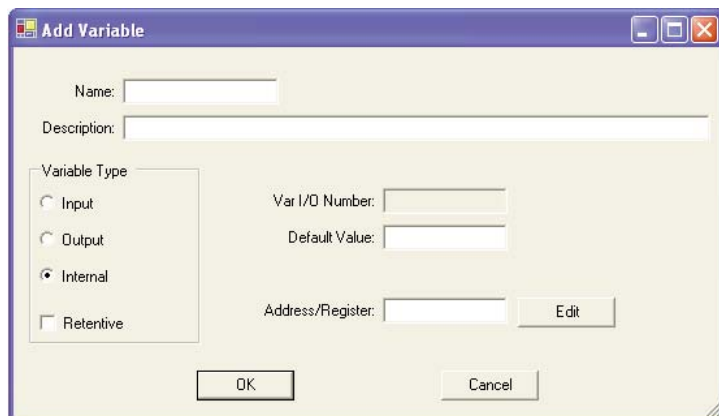 Add Variable
Name:
Description:
Variable Type
Input
Output
Internal
Retentive
Var I/O Number:
Default Value:
Address/Register:
Edit
OK
Cancel